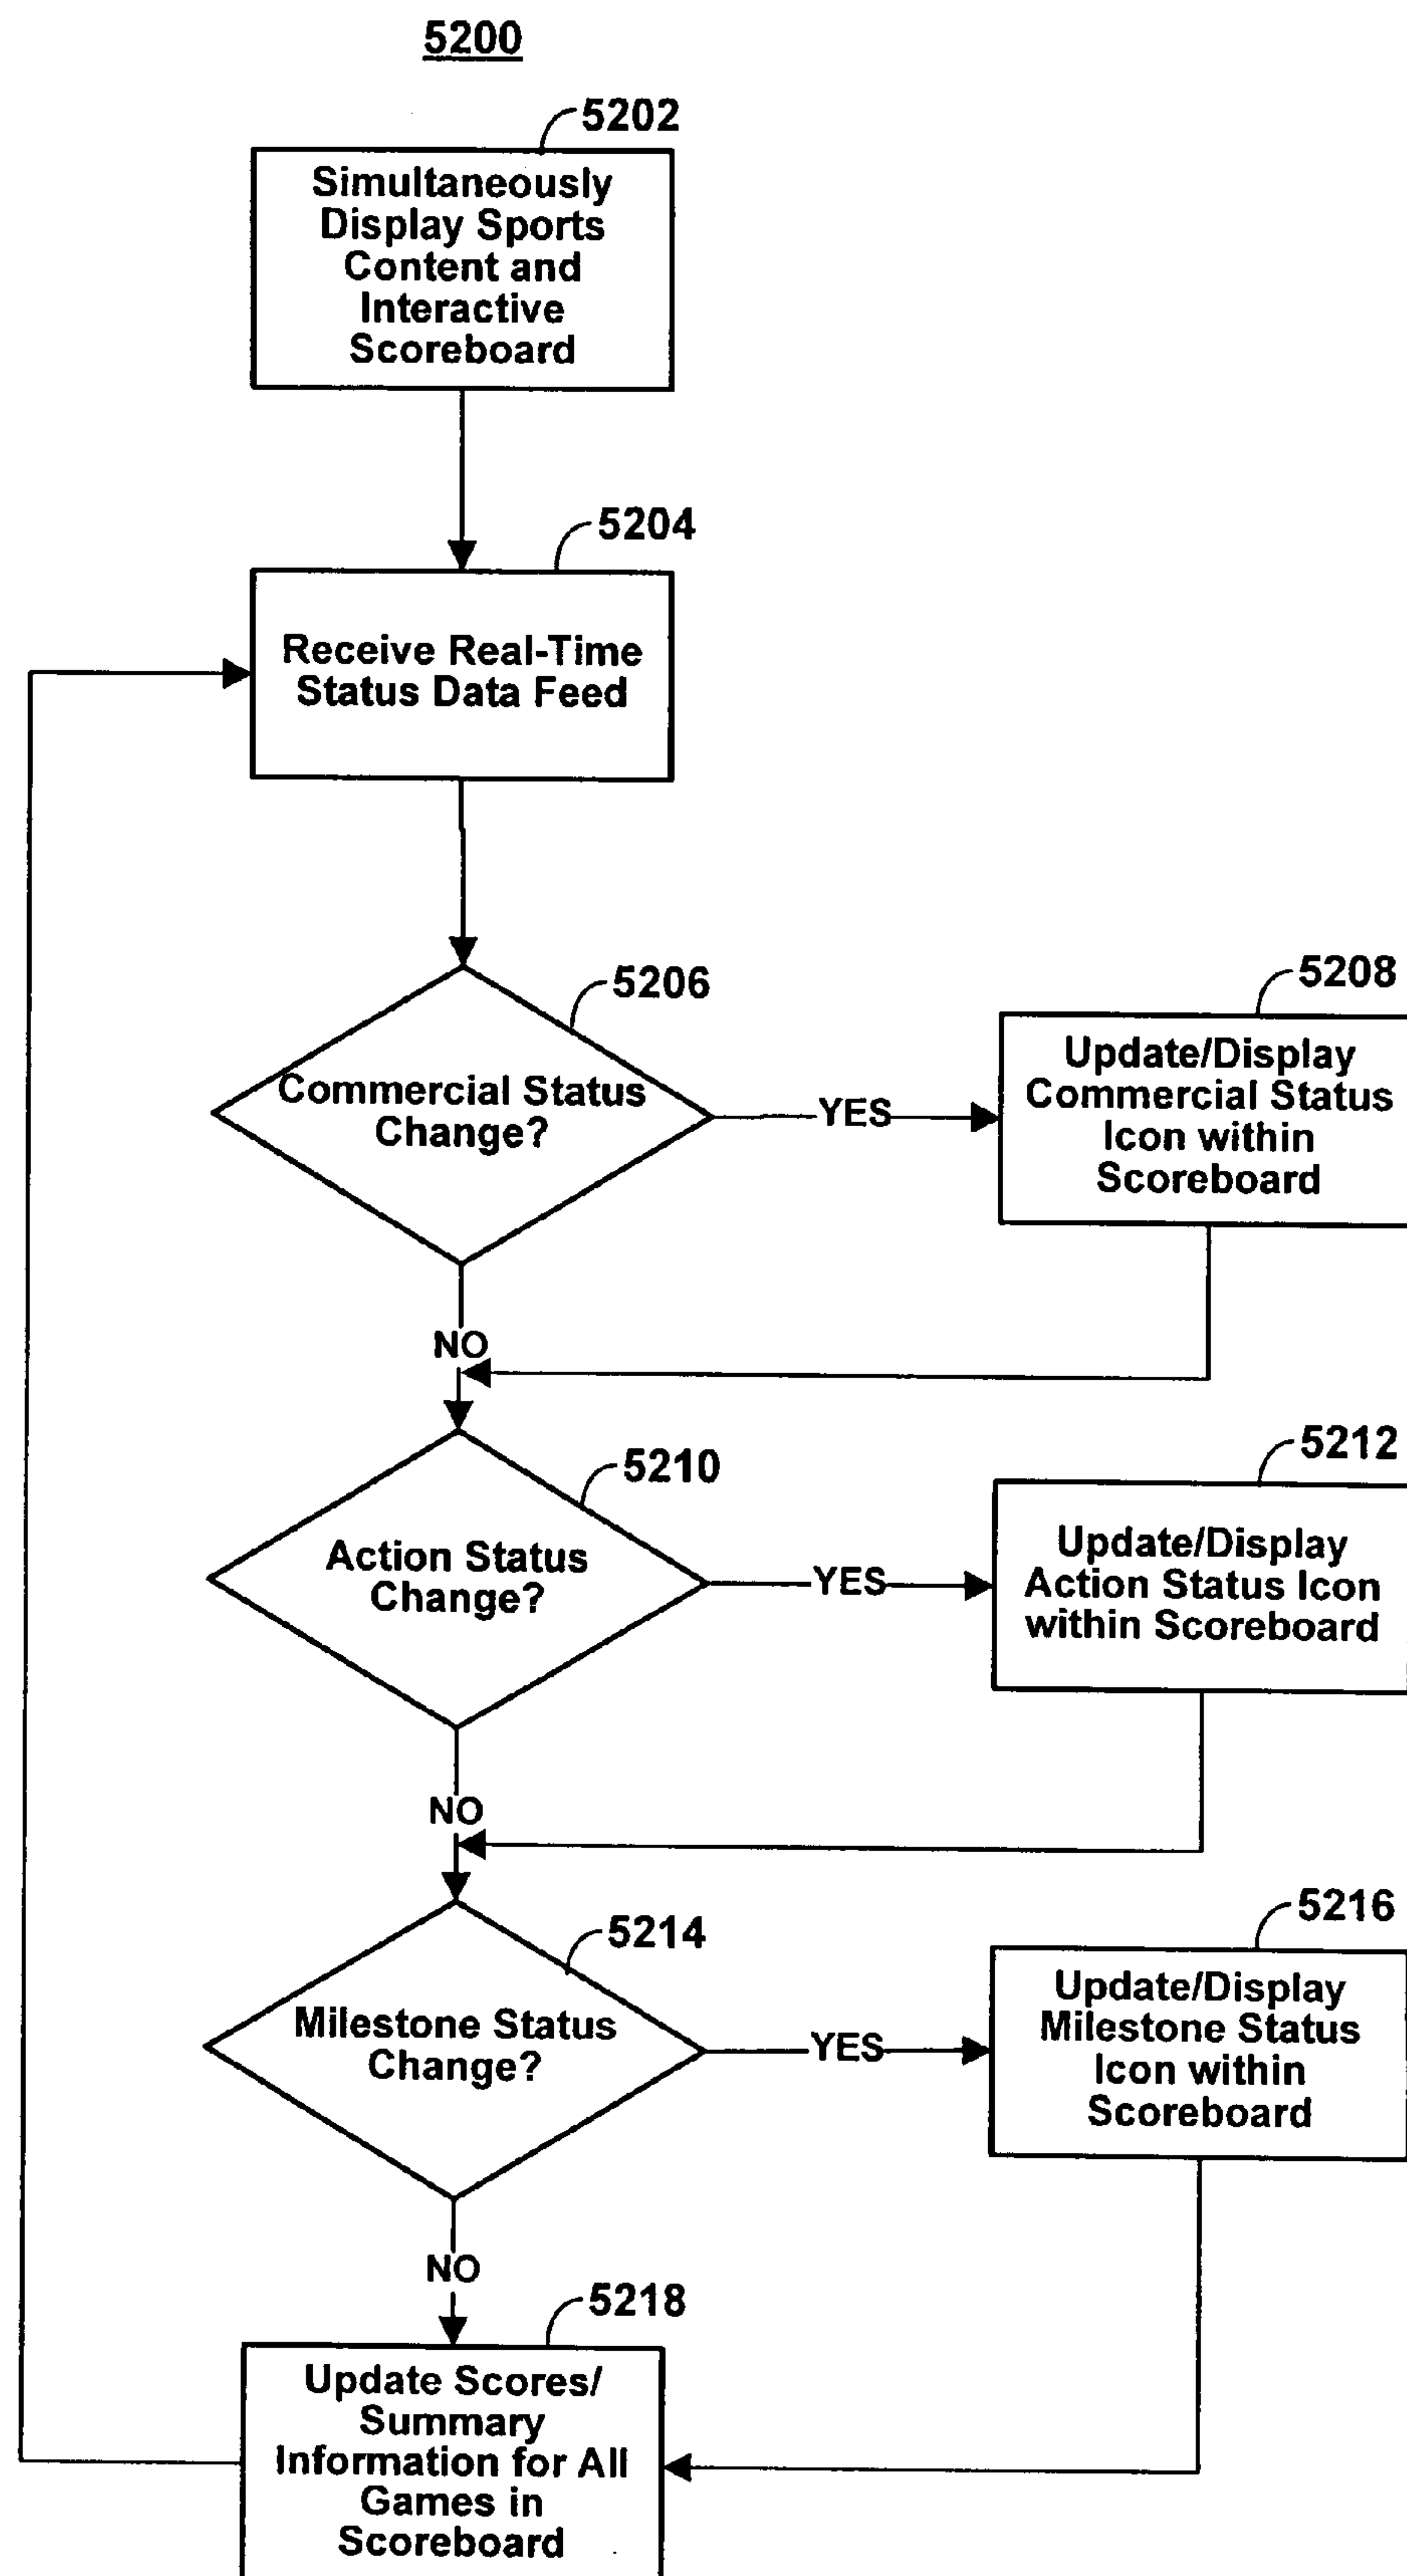 5200
5202
Simultaneously
Display Sports
Content and
Interactive
Scoreboard
5204
Receive Real-Time
Status Data Feed
5206
Commercial Status
Change?
YES
5208
Update/Display
Commercial Status
Icon within
Scoreboard
NO
5210
Action Status
Change?
YES
5212
Update/Display
Action Status Icon
within Scoreboard
NO
5214
Milestone Status
Change?
YES
5216
Update/Display
Milestone Status
Icon within
Scoreboard
NO
5218
Update Scores/
Summary
Information for All
Games in
Scoreboard